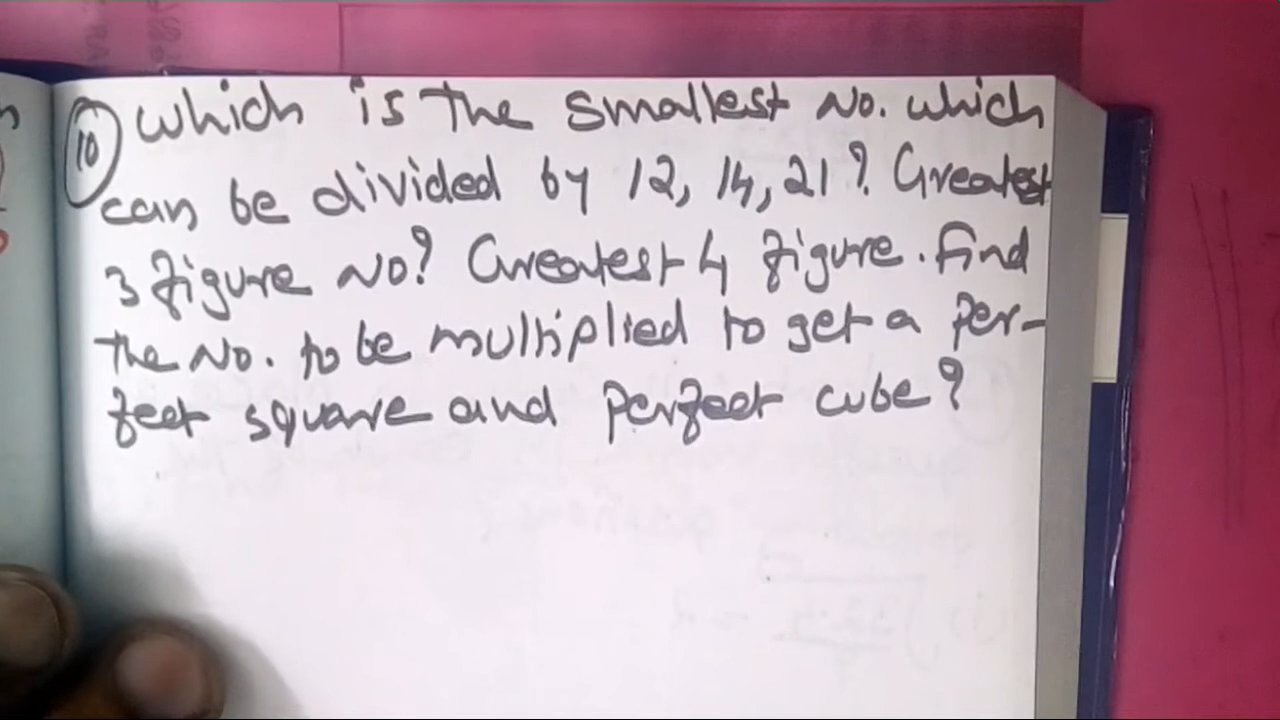 10 which is The smallest No. which
can be divided by 12, 14, 21? Greatest
3 figure No? Greatest 4 figure. Find
The No. to be multiplied to get a Per-
fect square and Perfect cube?